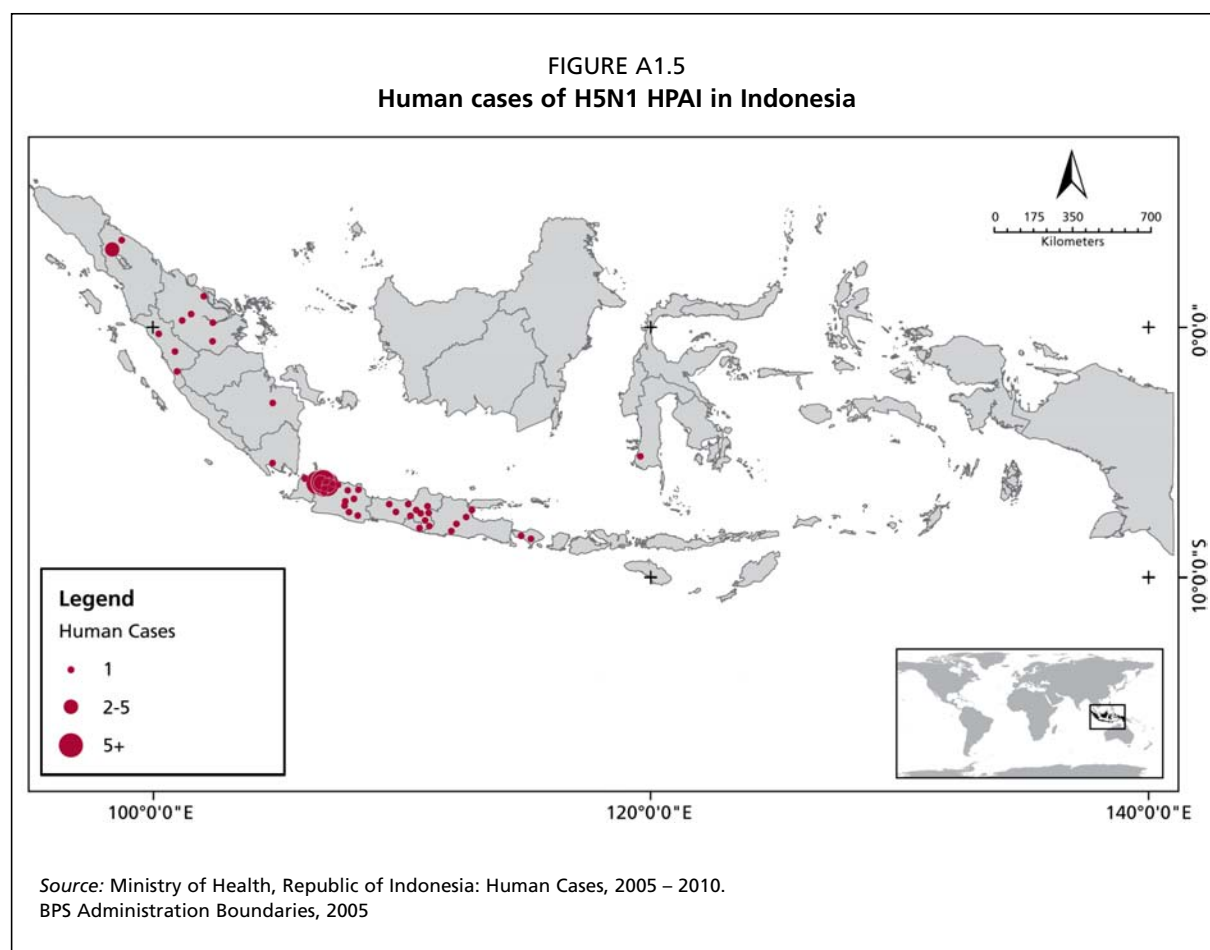 FIGURE A1.5
Human cases of H5N1 HPAI in Indonesia
0 175 350 700
Kilometers
0°0'0"
10°0'0"S
Legend
Human Cases
1
2-5
5+
100°0'0"E 120°0'0"E 140°0'0"E
Source: Ministry of Health, Republic of Indonesia: Human Cases, 2005 – 2010.
BPS Administration Boundaries, 2005